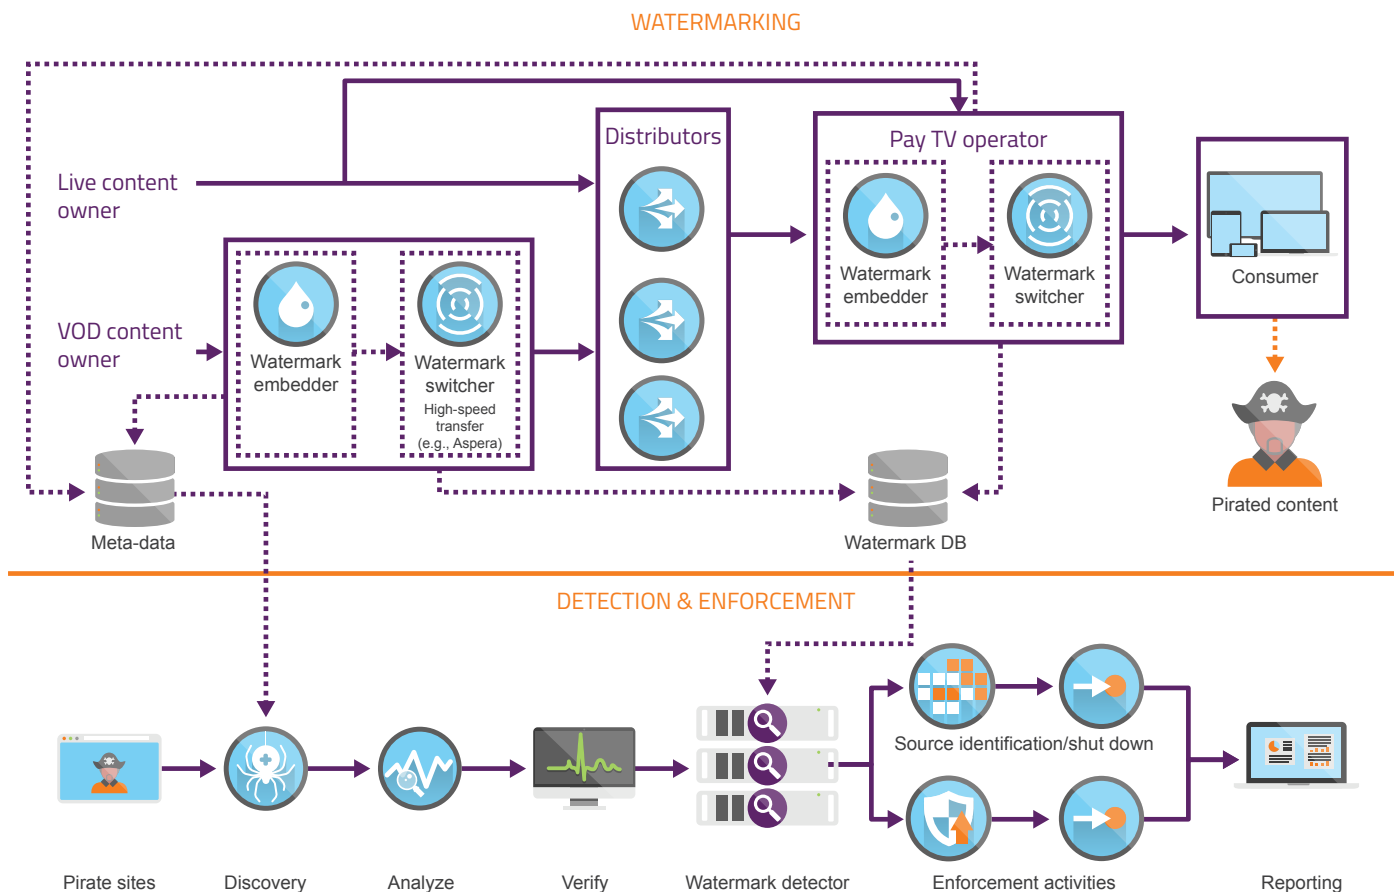 WATERMARKING
Distributors
Pay TV operator
Live content
owner
Watermark
embedder
Watermark
switcher
Consumer
VOD content
owner
Watermark
embedder
Watermark
switcher
High-speed
transfer
(e.g., Aspera)
Pirated content
Meta-data
Watermark DB
DETECTION & ENFORCEMENT
Source identification/shut down
Pirate sites
Discovery
Analyze
Verify
Watermark detector
Enforcement activities
Reporting